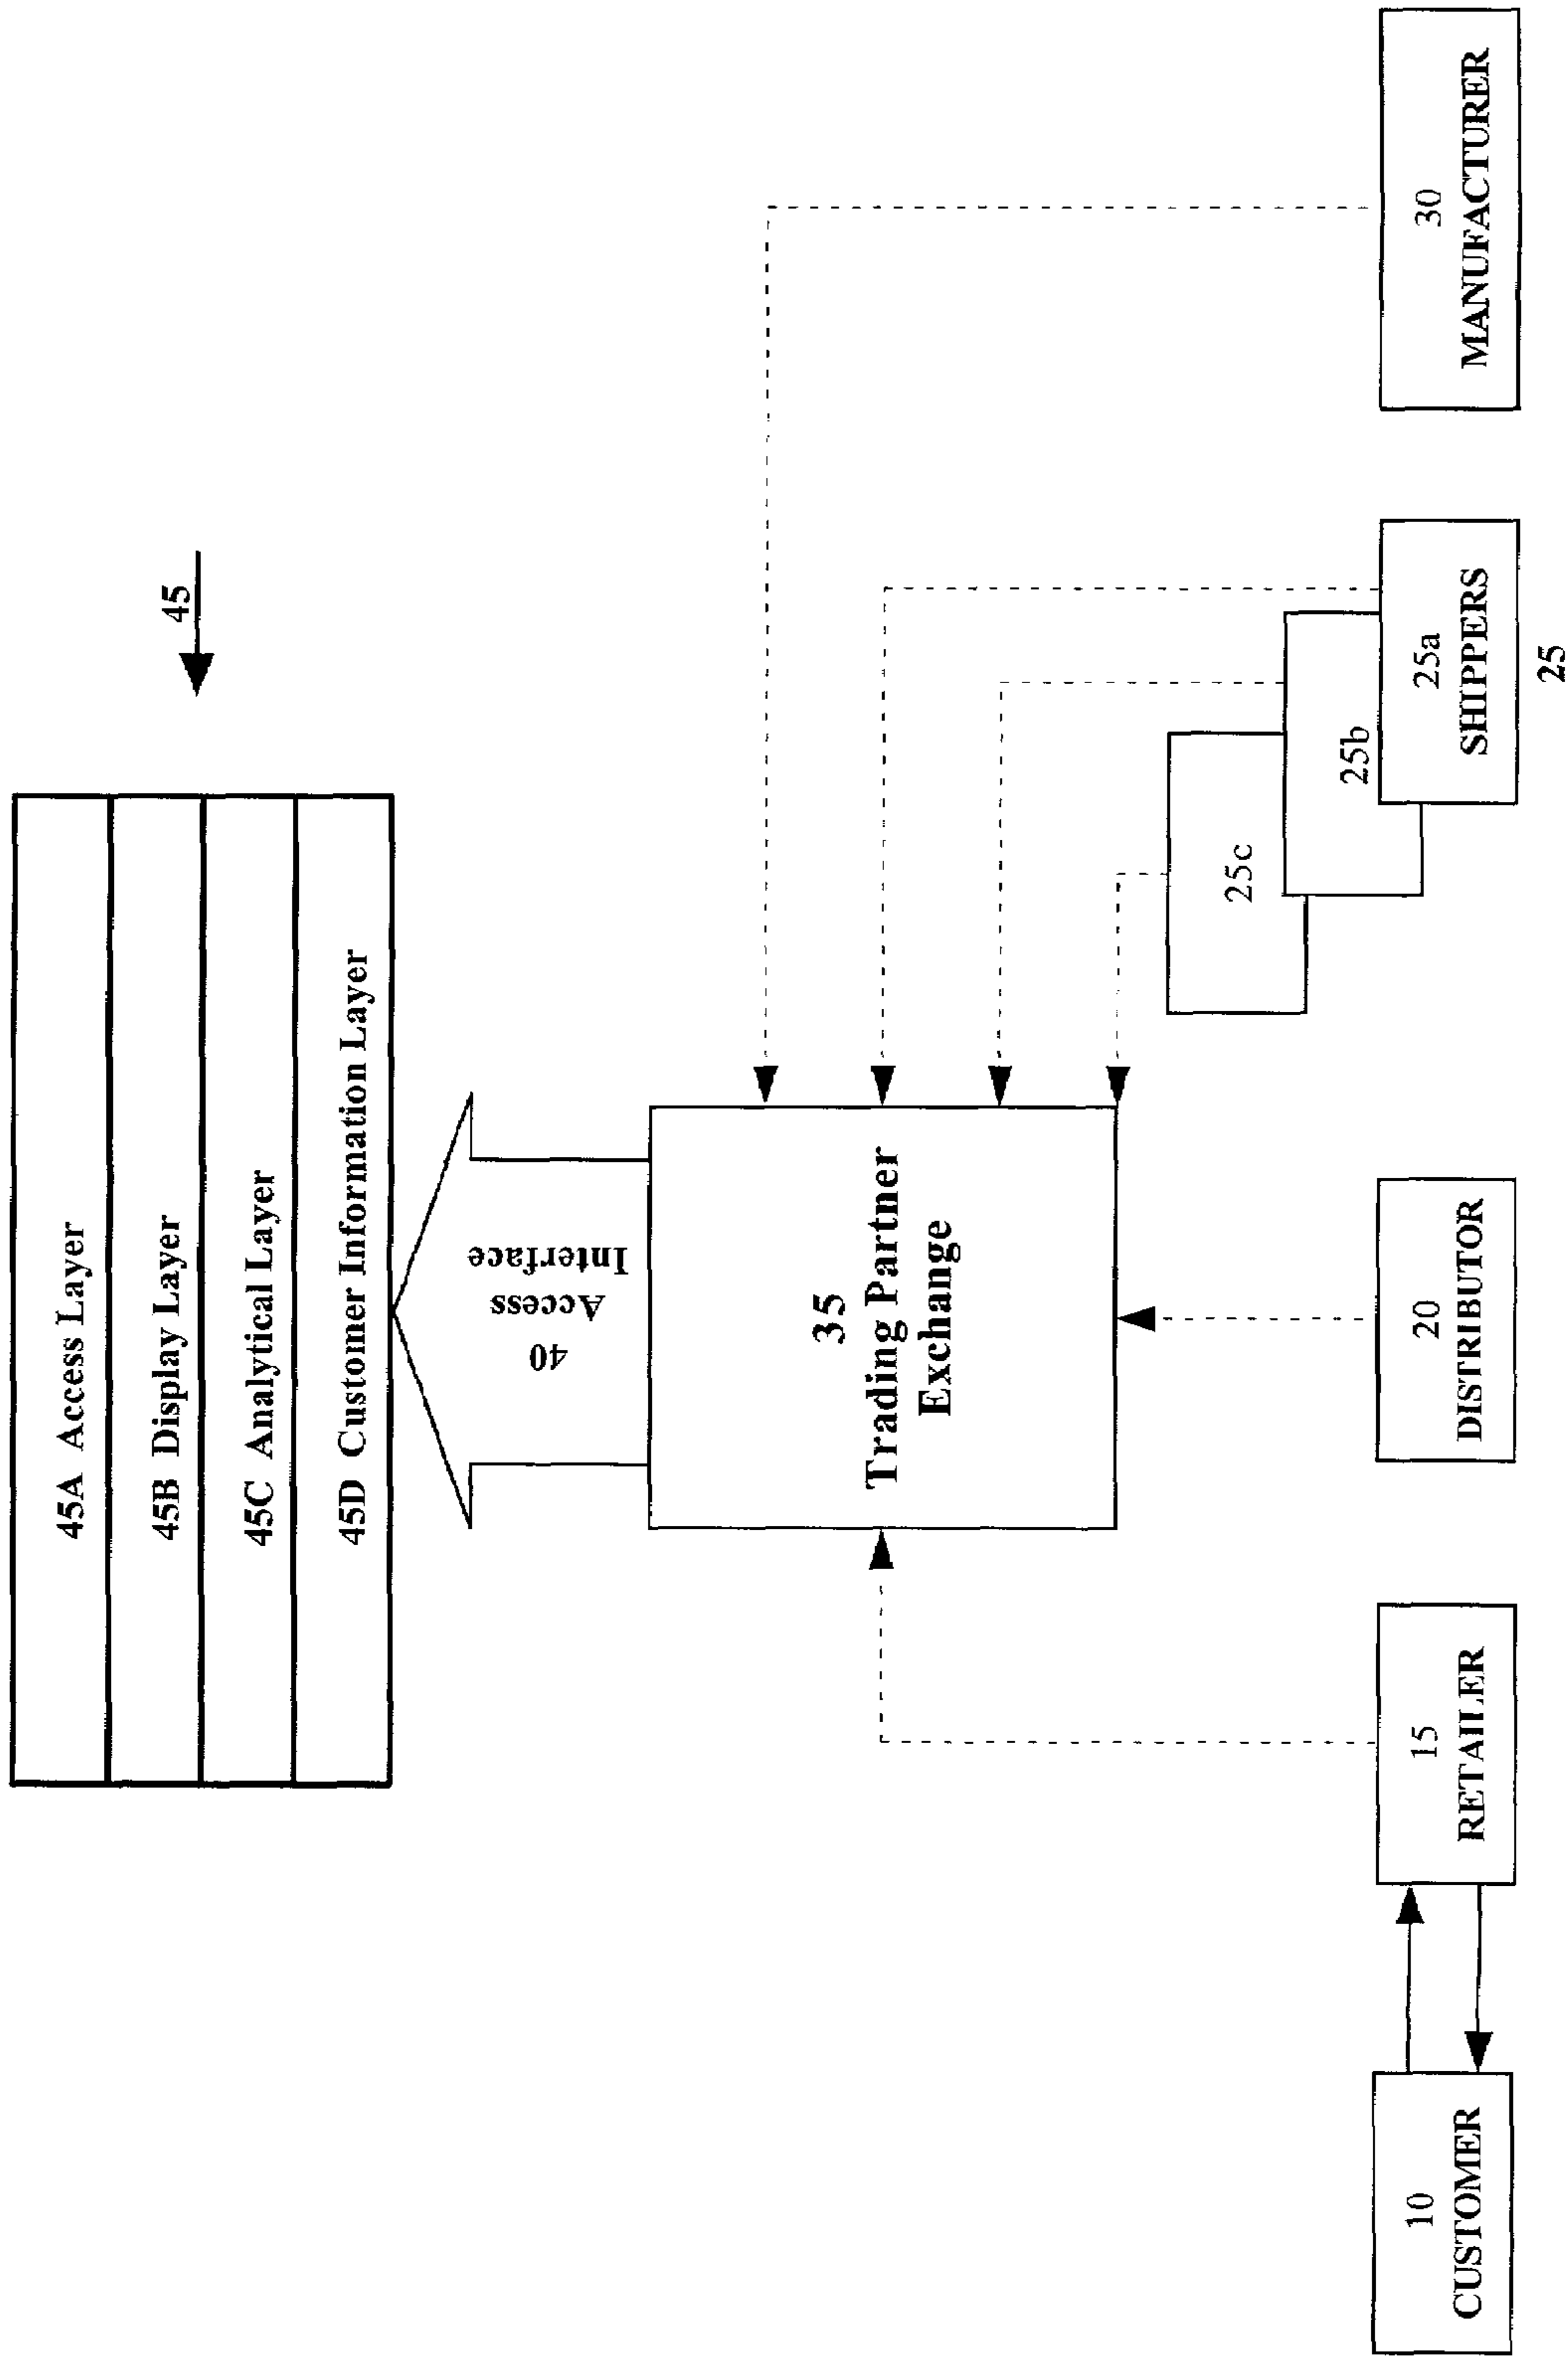 45
45A Access Layer
45B Display Layer
45C Analytical Layer
45D Customer Information Layer
40
Access
Interface
35
Trading Partner
Exchange
10
CUSTOMER
15
RETAILER
20
DISTRIBUTOR
25c
25b
25a
SHIPPERS
25
30
MANUFACTURER